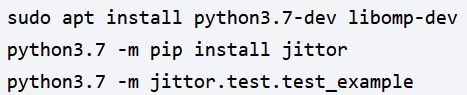 sudo apt install python3.7-dev libomp-dev
python3.7 -m pip install jittor
python3.7 -m jittor.test.test_example